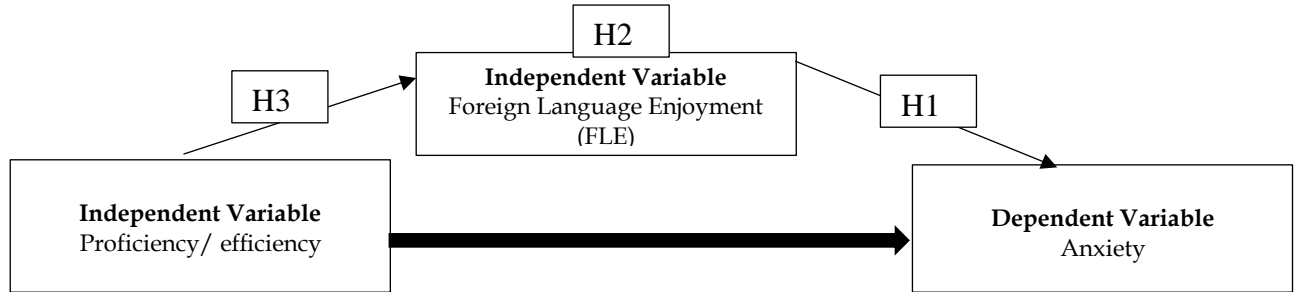 H2
Independent Variable
Foreign Language Enjoyment
(FLE)
H3
H1
Independent Variable
Proficiency/ efficiency
Dependent Variable
Anxiety